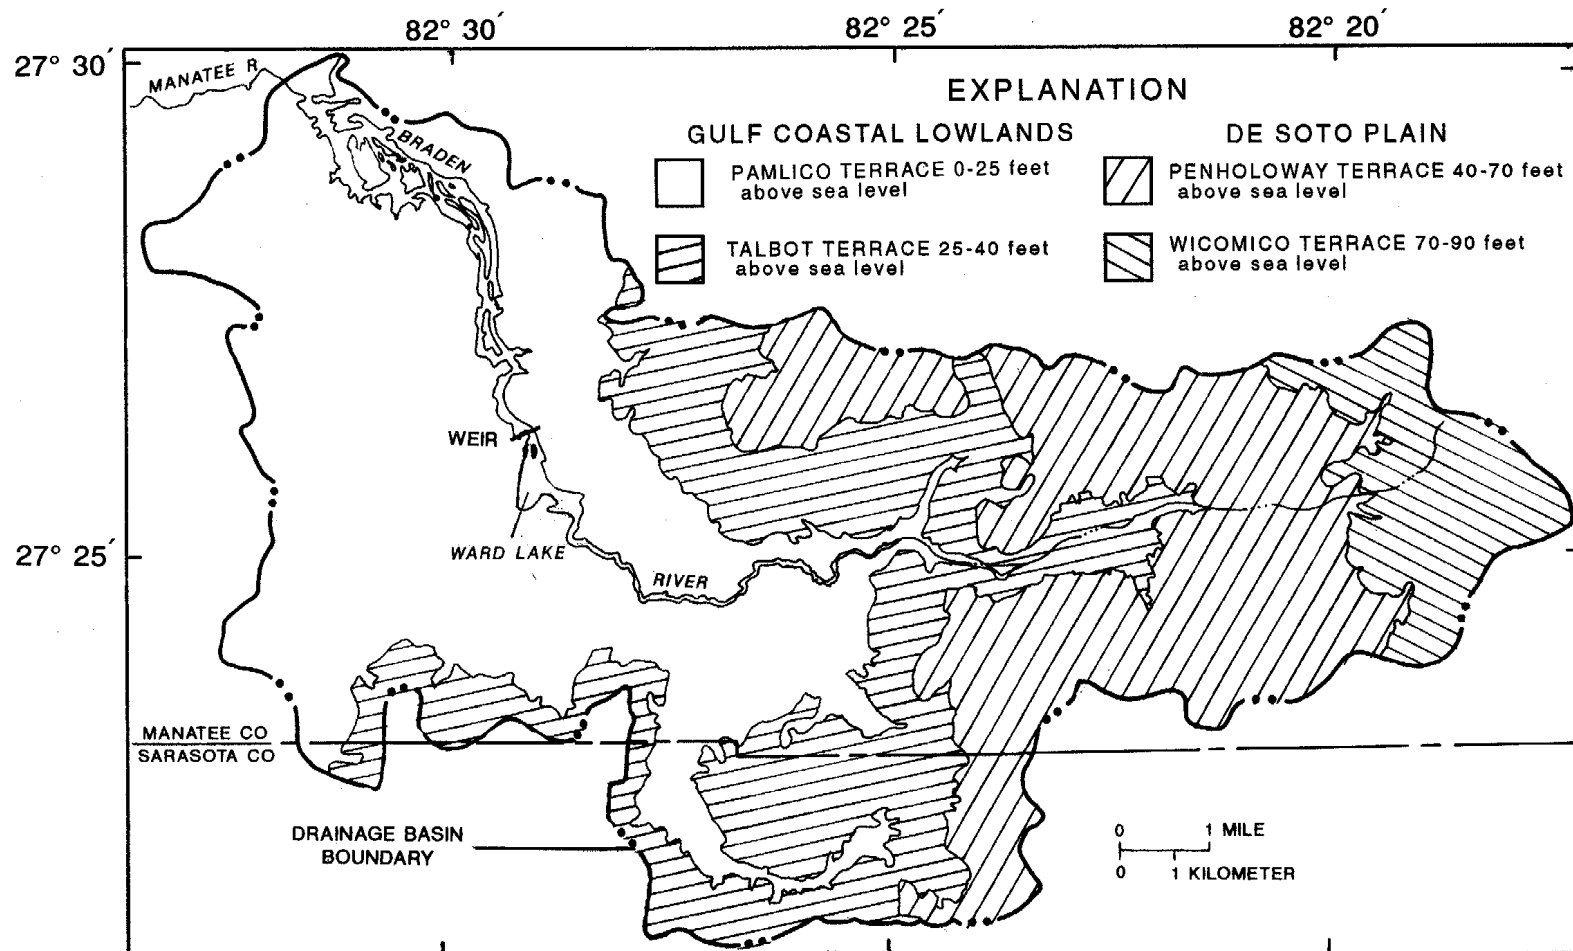 82° 30´
82° 25´
82° 20´
27° 30´
MANATEE R.
BRADEN
EXPLANATION
GULF COASTAL LOWLANDS
PAMLICO TERRACE 0-25 feet
above sea level
TALBOT TERRACE 25-40 feet
above sea level
DE SOTO PLAIN
PENHOLOWAY TERRACE 40-70 feet
above sea level
WICOMICO TERRACE 70-90 feet
above sea level
WEIR
WARD LAKE
27° 25´
RIVER
MANATEE CO
SARASOTA CO
DRAINAGE BASIN
BOUNDARY
0 1 MILE
0 1 KILOMETER